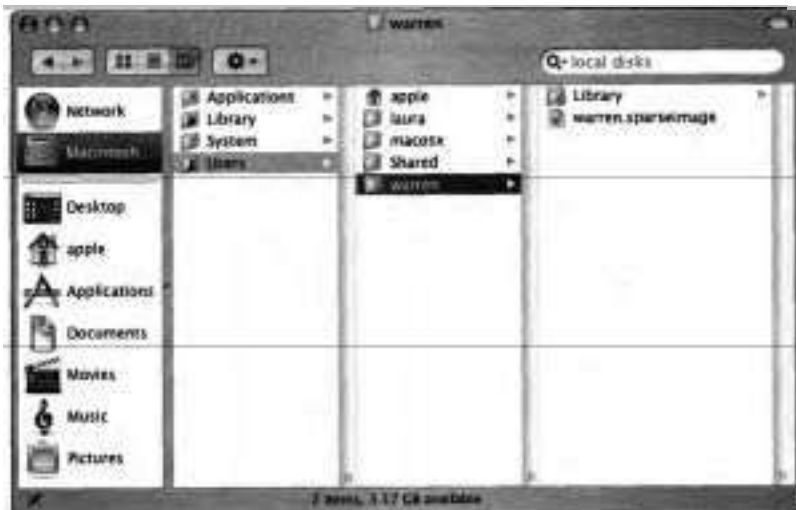 warren
local disks
Network
Macintosh
Desktop
apple
Applications
Documents
Movies
Music
Pictures
Applications
Library
System
Users
apple
laura
macosx
Shared
warren
Library
warren.sparseimage
2 items, 3.17 GB available